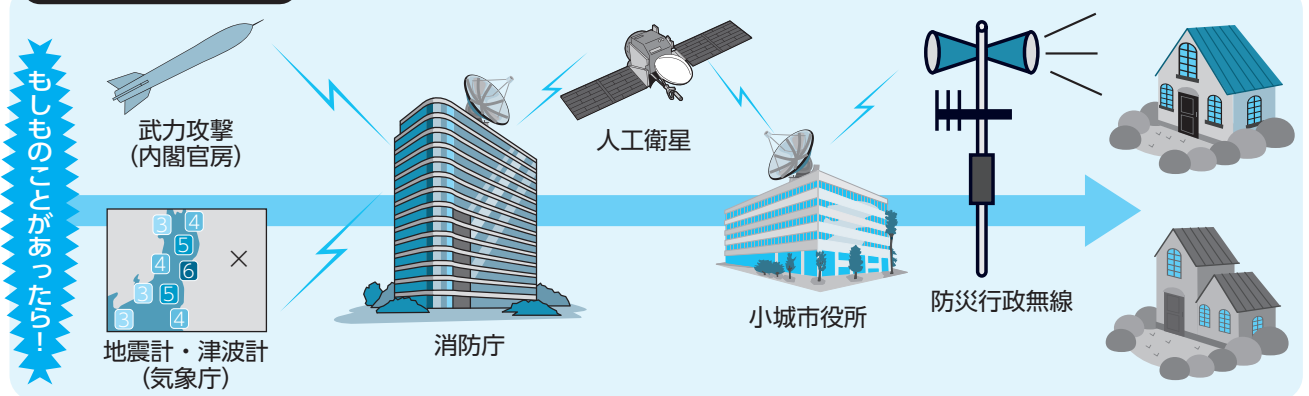 もしものことがあったら！
武力攻撃
（内閣官房）
3 4
5
4 6
3 5
3 4
地震計・津波計
（気象庁）
消防庁
人工衛星
小城市役所
防災行政無線